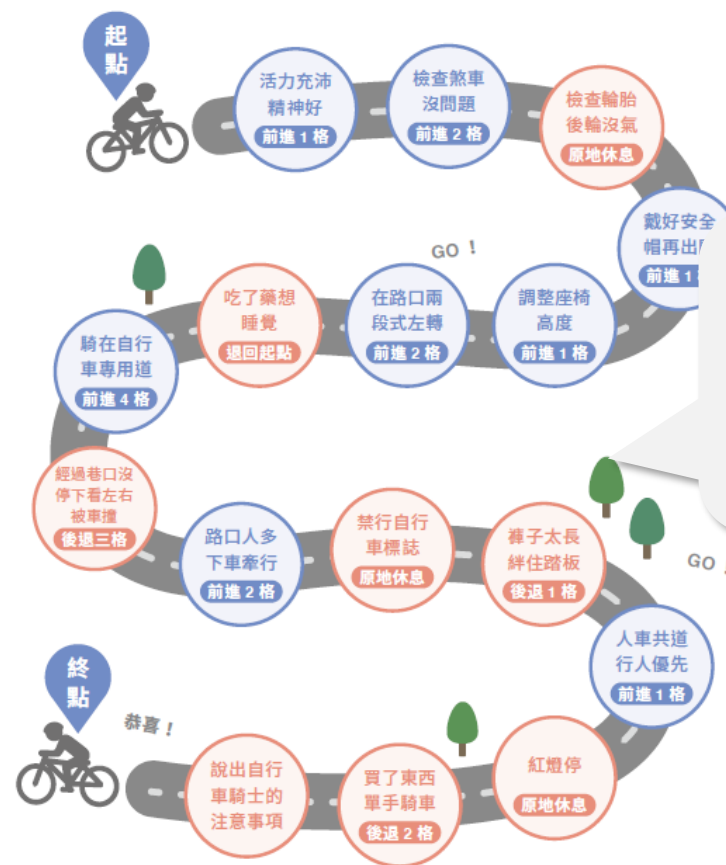 起
點
活力充沛
精神好
前進 1 格
檢查煞車
沒問題
前進 2 格
檢查輪胎
後輪沒氣
原地休息
戴好安全
帽再出
前進 1
GO !
調整座椅
高度
前進 1 格
在路口兩
段式左轉
前進 2 格
吃了藥想
睡覺
退回起點
騎在自行
車專用道
前進 4 格
經過巷口沒
停下看左右
被車撞
後退三格
路口人多
下車牽行
前進 2 格
禁行自行
車標誌
原地休息
褲子太長
絆住踏板
後退 1 格
GO
人車共道
行人優先
前進 1 格
紅燈停
原地休息
買了東西
單手騎車
後退 2 格
說出自行
車騎士的
注意事項
恭喜 !
終
點